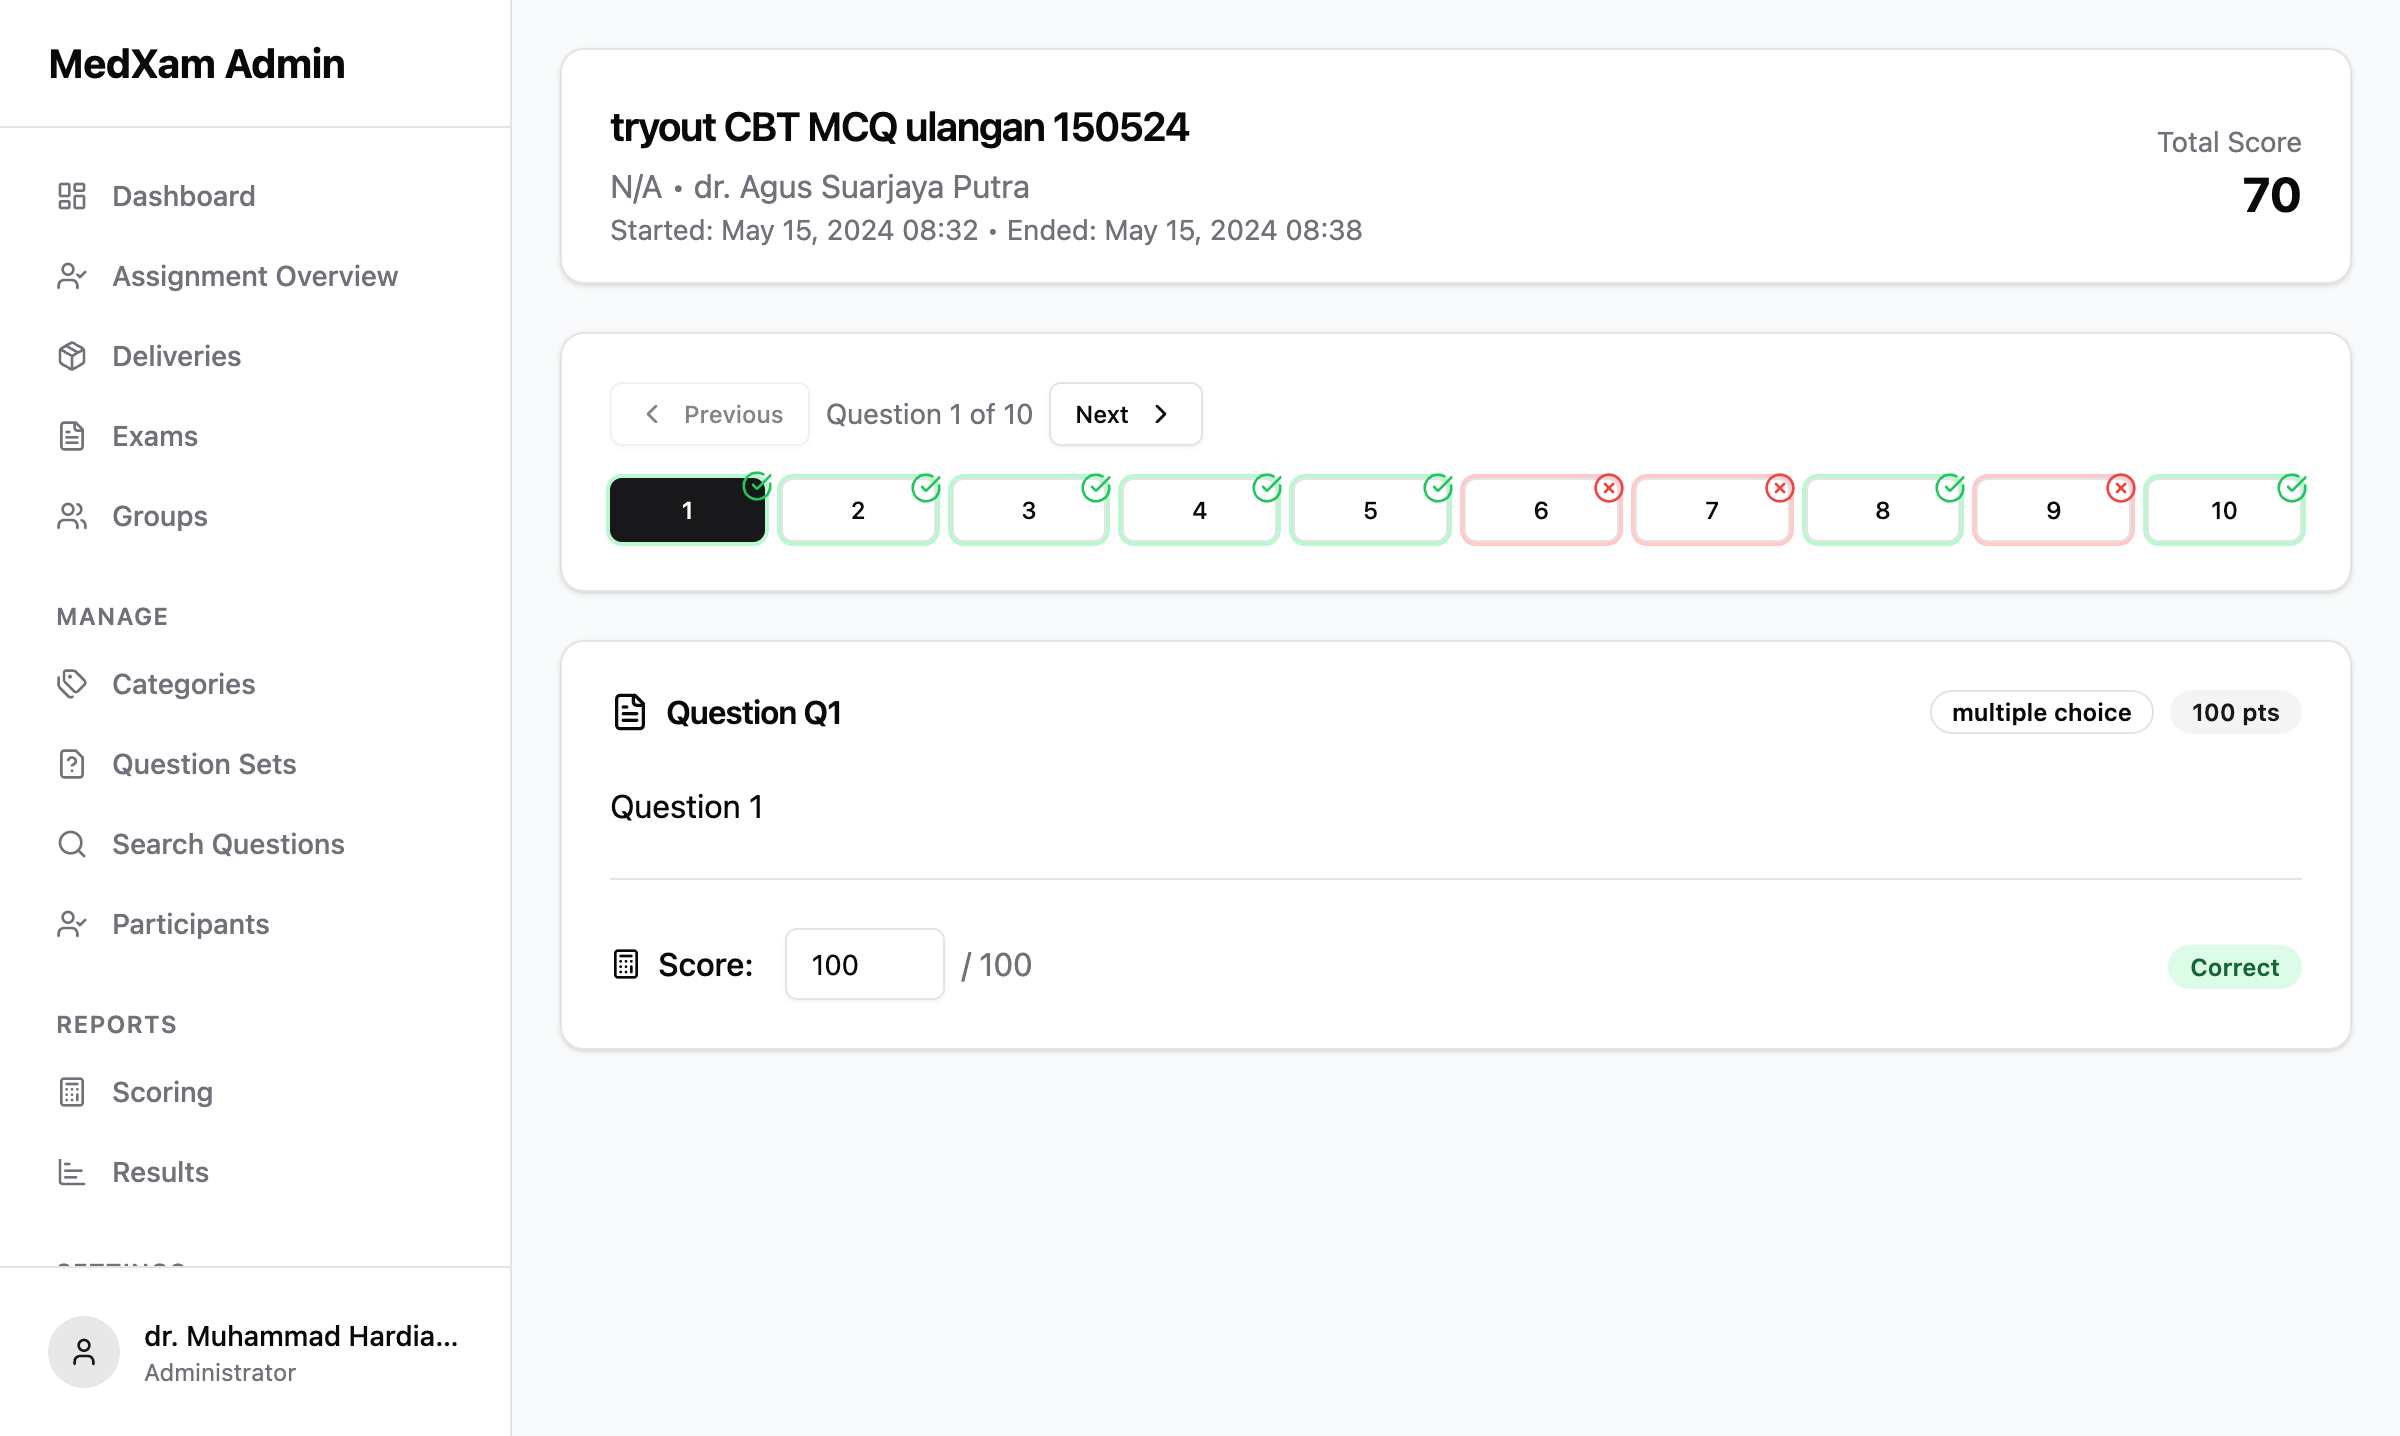 MedXam Admin
Dashboard
Assignment Overview
Deliveries
Exams
Groups
MANAGE
Categories
Question Sets
Search Questions
Participants
REPORTS
Scoring
Results
dr. Muhammad Hardia...
Administrator
tryout CBT MCQ ulangan 150524
N/A • dr. Agus Suarjaya Putra
Started: May 15, 2024 08:32 • Ended: May 15, 2024 08:38
Total Score
70
Previous
Question 1 of 10
Next
1 2 3 4 5 6 7 8 9 10
Question Q1
multiple choice
100 pts
Question 1
Score:
100
/ 100
Correct